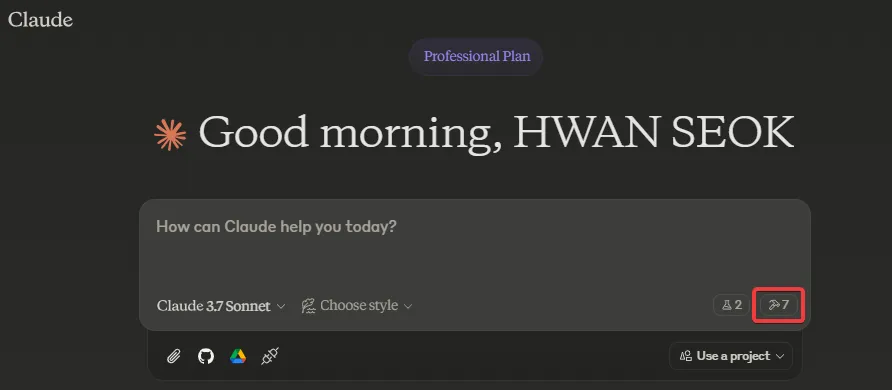 Claude
Professional Plan
Good morning, HWAN SEOK
How can Claude help you today?
Claude 3.7 Sonnet Choose style 2 7
Use a project